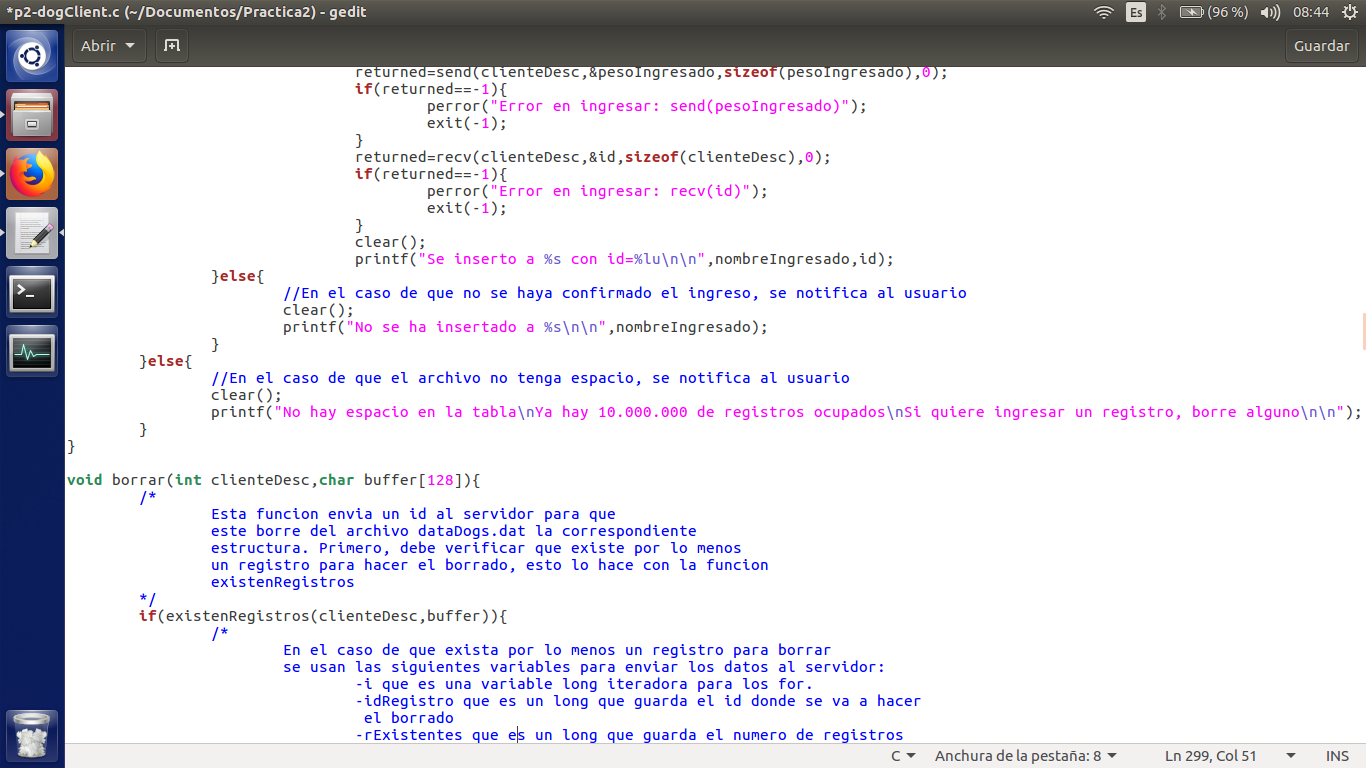 *p2-dogClient.c (~/Documentos/Practica2) - gedit
Es
(96 %)
08:44
Abrir
Guardar
returned=send(clienteDesc,&pesoIngresado,sizeof(pesoIngresado),0);
if(returned==-1){
perror("Error en ingresar: send(pesoIngresado)");
exit(-1);
}
returned=recv(clienteDesc,&id,sizeof(clienteDesc),0);
if(returned==-1){
perror("Error en ingresar: recv(id)");
exit(-1);
}
clear();
printf("Se inserto a %s con id=%lu\n\n",nombreIngresado,id);
}else{
//En el caso de que no se haya confirmado el ingreso, se notifica al usuario
clear();
printf("No se ha insertado a %s\n\n",nombreIngresado);
}
}else{
//En el caso de que el archivo no tenga espacio, se notifica al usuario
clear();
printf("No hay espacio en la tabla\nYa hay 10.000.000 de registros ocupados\nSi quiere ingresar un registro, borre alguno\n\n");
}
}
void borrar(int clienteDesc,char buffer[128]){
/*
Esta funcion envia un id al servidor para que
este borre del archivo dataDogs.dat la correspondiente
estructura. Primero, debe verificar que existe por lo menos
un registro para hacer el borrado, esto lo hace con la funcion
existenRegistros
*/
if(existenRegistros(clienteDesc,buffer)){
/*
En el caso de que exista por lo menos un registro para borrar
se usan las siguientes variables para enviar los datos al servidor:
-i que es una variable long iteradora para los for.
-idRegistro que es un long que guarda el id donde se va a hacer
el borrado
-rExistentes que es un long que guarda el numero de registros
C
Anchura de la pestaña: 8
Ln 299, Col 51
INS